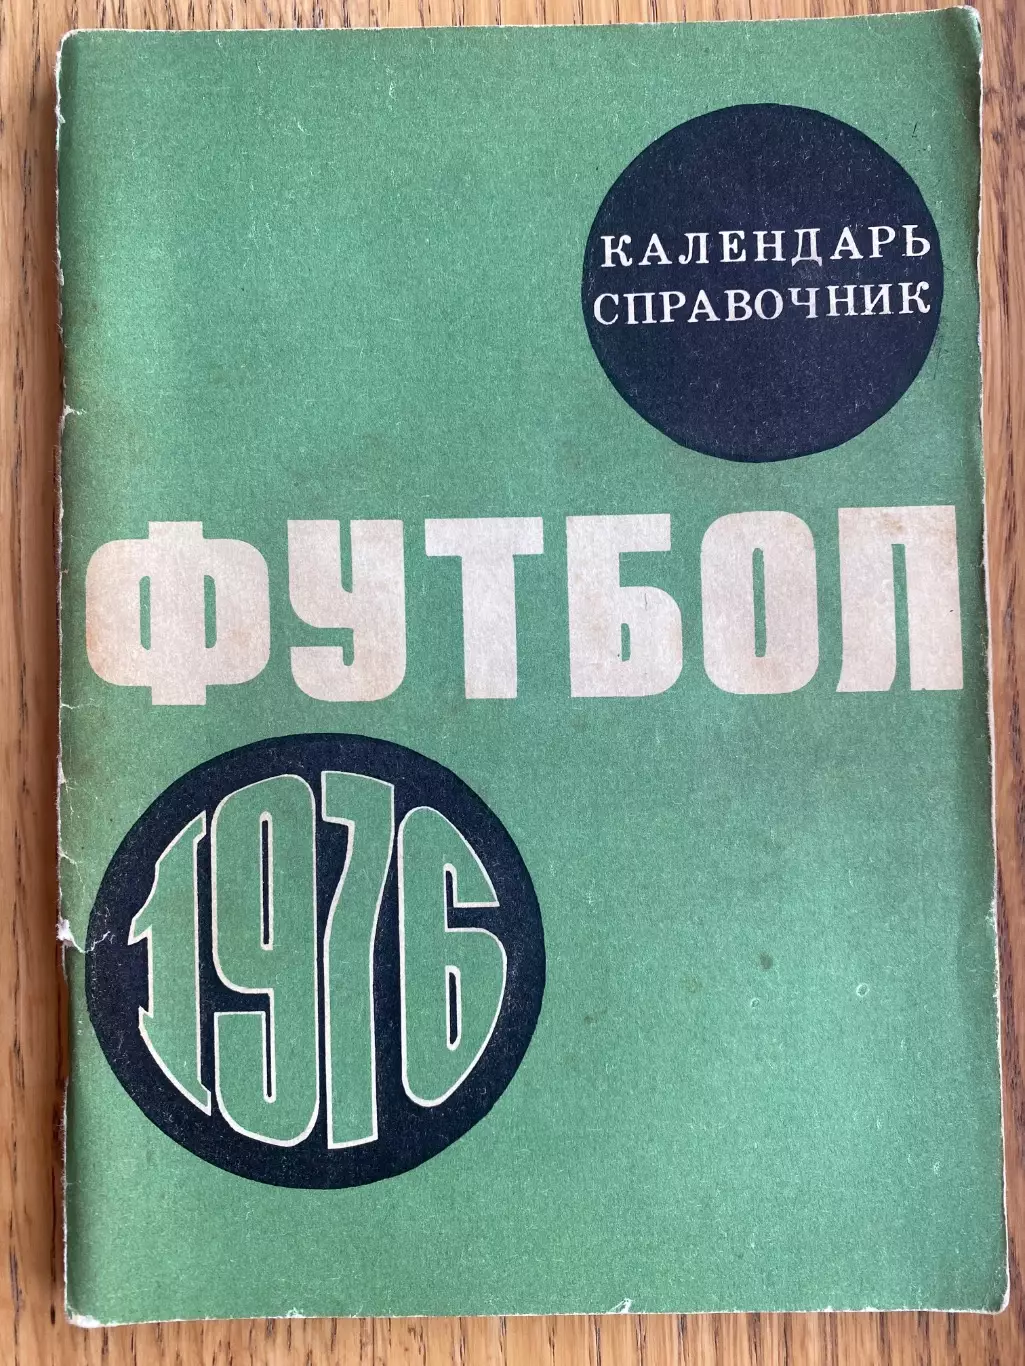 КАЛЕНДАРЬ
СПРАВОЧНИК
ФУТБОЛ
1976